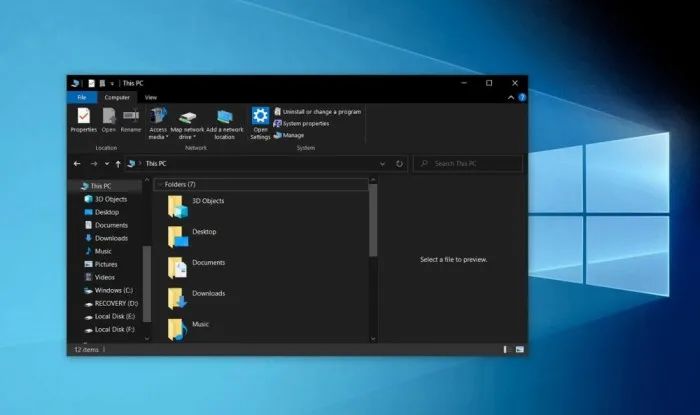 This PC
File Computer View
Properties Open Rename Access media Map network drive Add a network location Open Settings
Uninstall or change a program
System properties
Manage
Location Network System
This PC
Search This PC
This PC
3D Objects
Desktop
Documents
Downloads
Music
Pictures
Videos
Windows (C:)
RECOVERY (D:)
Local Disk (E:)
Local Disk (F:)
Folders (7)
3D Objects
Desktop
Documents
Downloads
Music
Select a file to preview.
12 items